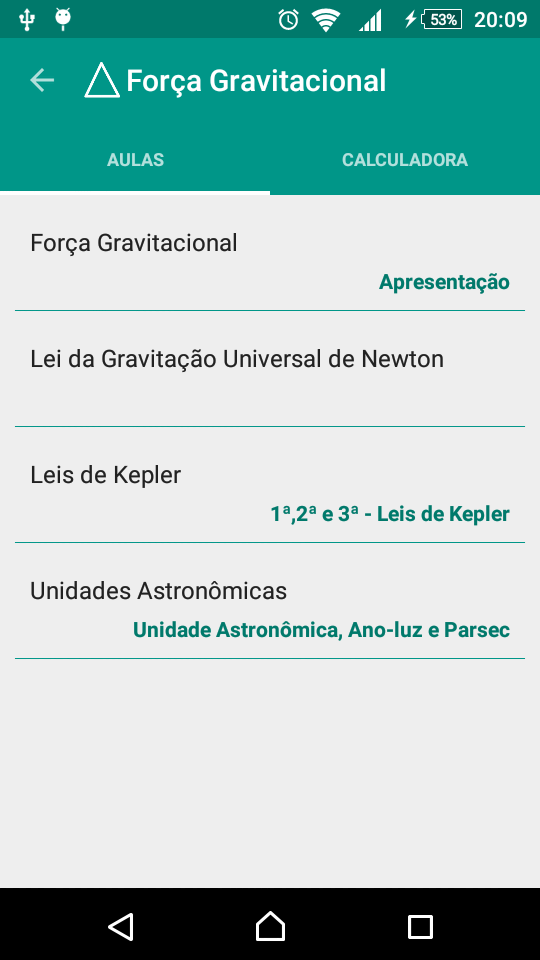 53%
20:09
Força Gravitacional
AULAS
CALCULADORA
Força Gravitacional
Apresentação
Lei da Gravitação Universal de Newton
Leis de Kepler
1ª,2ª e 3ª - Leis de Kepler
Unidades Astronômicas
Unidade Astronômica, Ano-luz e Parsec